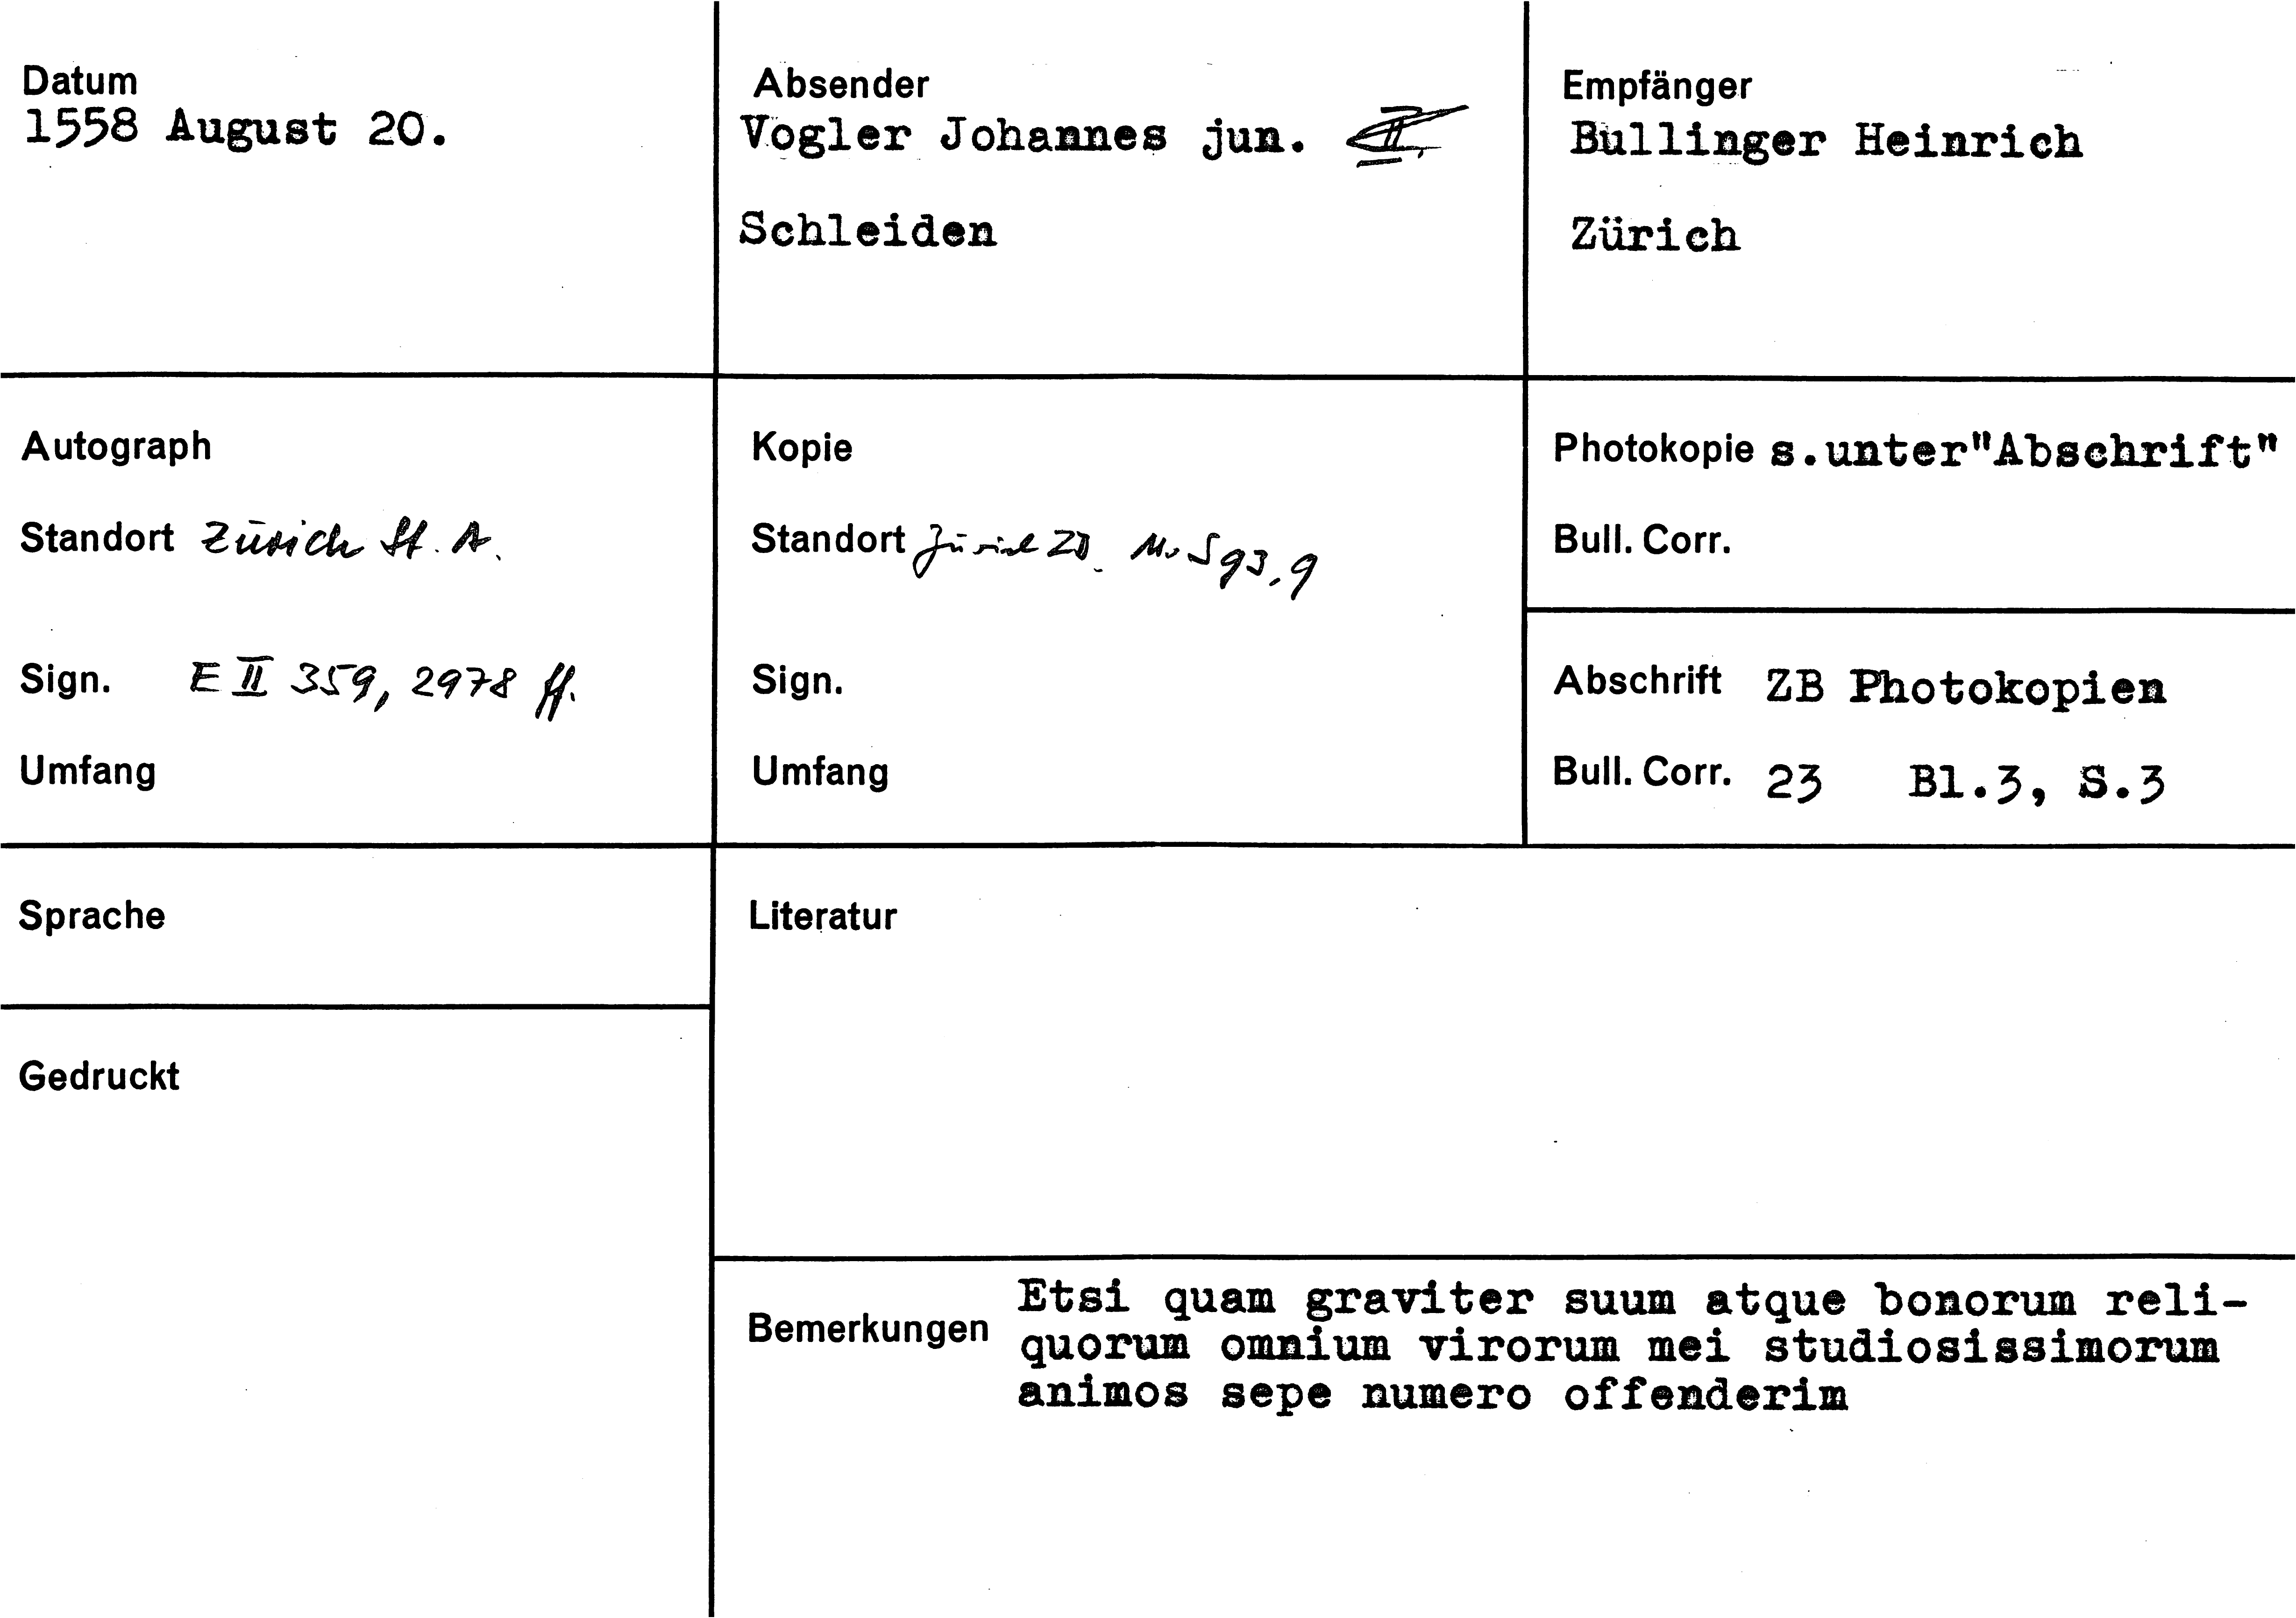 Datum
1558 August 20.
Absender
Vogler Johannes jun.
Schleiden
Empfänger
Bullinger Heinrich
Zürich
Autograph
Standort Zürich St. A.
Sign. E II 359, 2978 ff.
Umfang
Kopie
Standort Zürich ZB. Ms S 93, 9
Sign.
Umfang
Photokopie s.unter"Abschrift"
Bull. Corr.
Abschrift ZB Photokopien
Bull. Corr. 23 Bl.3, S.3
Sprache
Gedruckt
Literatur
Bemerkungen
Etsi quam graviter suum atque bonorum reli-
quorum omnium virorum mei studiosissimorum
animos sepe numero offenderim